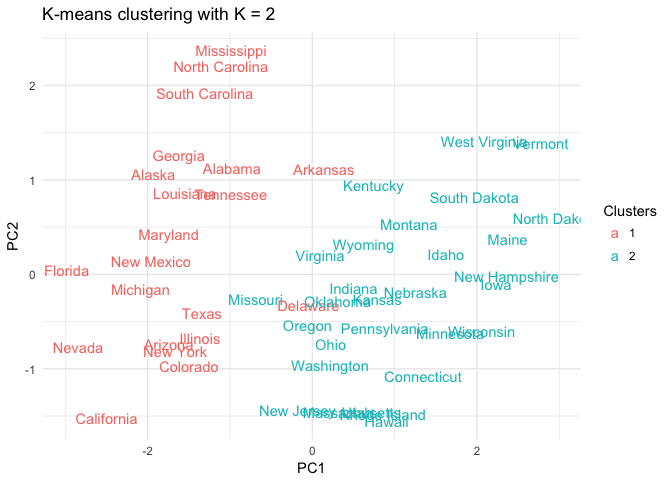 K-means clustering with K = 2
Mississippi
North Carolina
South Carolina
2
West Virginia
Vermont
Georgia
Alaska
Alabama
Arkansas
1
Kentucky
Louisiana
Tennessee
South Dakota
North Dako
Montana
Maryland
Wyoming
Maine
Virginia
Idaho
New Mexico
Florida
0
New Hampshire
Iowa
Michigan
Indiana
Nebraska
Missouri
Delaware
Oklahoma
Kansas
Texas
Oregon
Pennsylvania
Minnesota
Wisconsin
Illinois
Arizona
New York
Nevada
Ohio
Colorado
Washington
-1
Connecticut
California
New Jersey
Massachusetts
Utah
Rhode Island
Hawaii
-2
0
2
PC1
PC2
Clusters
a 1
a 2